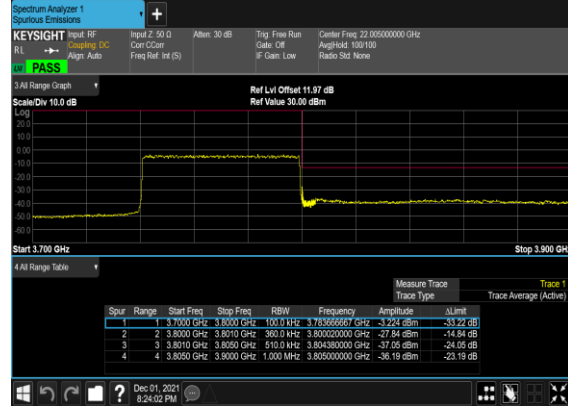 Spectrum Analyzer 1
Spurious Emissions
KEYSIGHT Input: RF Input Z: 50 Ω Atten: 30 dB Trig: Free Run Center Freq: 22.005000000 GHz
RL Coupling: DC Corr CCorr Gate: Off Avg|Hold: 100/100
Align: Auto Freq Ref: Int (S) IF Gain: Low Radio Std: None
PASS
3 All Range Graph
Ref Lvl Offset 11.97 dB
Scale/Div 10.0 dB Ref Value 30.00 dBm
Log
20.0
10.0
0.00
-10.0
-20.0
-30.0
-40.0
-50.0
-60.0
Start 3.700 GHz Stop 3.900 GH
4 All Range Table
Measure Trace Trace 1
Trace Type Trace Average (Active)
Spur Range Start Freq Stop Freq RBW Frequency Amplitude ΔLimit
1 1 3.7000 GHz 3.8000 GHz 100.0 kHz 3.783666667 GHz -3.224 dBm -33.22 dB
2 2 3.8000 GHz 3.8010 GHz 360.0 kHz 3.800020000 GHz -27.84 dBm -14.84 dB
3 3 3.8010 GHz 3.8050 GHz 510.0 kHz 3.804380000 GHz -37.05 dBm -24.05 dB
4 4 3.8050 GHz 3.9000 GHz 1.000 MHz 3.805000000 GHz -36.19 dBm -23.19 dB
Dec 01, 2021
8:24:02 PM